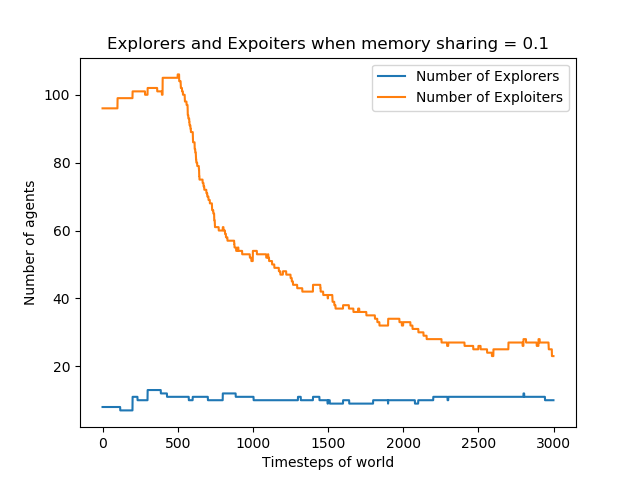 Explorers and Expoiters when memory sharing = 0.1
Number of Explorers
Number of Exploiters
Number of agents
100
80
60
40
20
0 500 1000 1500 2000 2500 3000
Timesteps of world